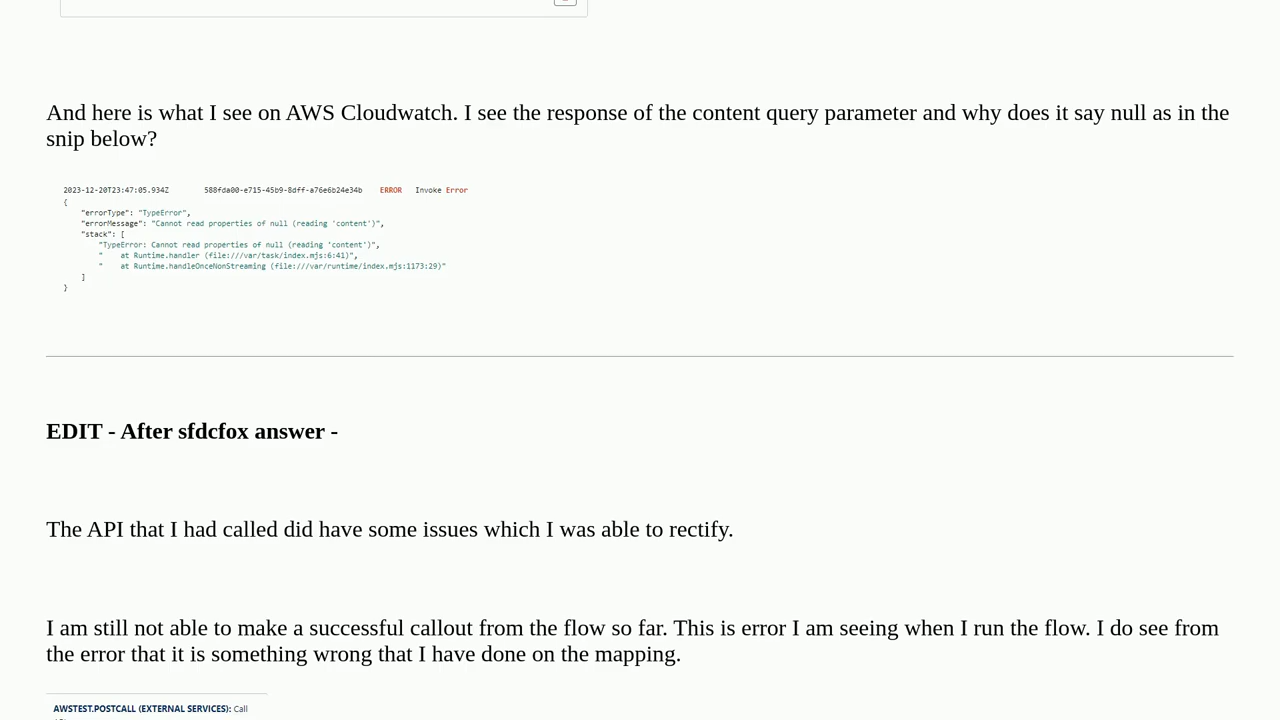 And here is what I see on AWS Cloudwatch. I see the response of the content query parameter and why does it say null as in the
snip below?
2023-12-20T23:47:05.934Z 588fda00-e715-45b9-8dff-a76e6b24e34b ERROR Invoke Error
{
"errorType": "TypeError",
"errorMessage": "Cannot read properties of null (reading 'content')",
"stack": [
"TypeError: Cannot read properties of null (reading 'content')",
" at Runtime.handler (file:///var/task/index.mjs:6:41)",
" at Runtime.handleOnceNonStreaming (file:///var/runtime/index.mjs:1173:29)"
]
}
EDIT - After sfdcfox answer -
The API that I had called did have some issues which I was able to rectify.
I am still not able to make a successful callout from the flow so far. This is error I am seeing when I run the flow. I do see from
the error that it is something wrong that I have done on the mapping.
AWSTEST.POSTCALL (EXTERNAL SERVICES): Call